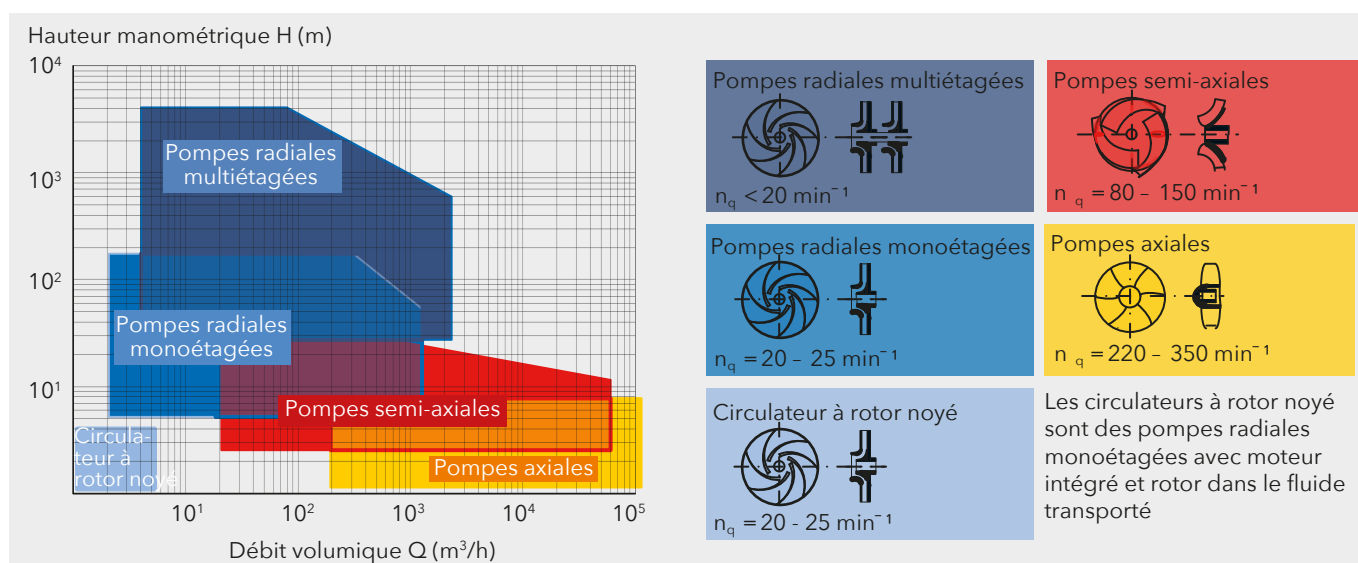 Hauteur manométrique H (m)
10⁴
10³
10²
10¹
Pompes radiales
multiétagées
Pompes radiales
monoétagées
Pompes semi-axiales
Circula-
teur à
rotor noyé
Pompes axiales
10¹
10²
10³
10⁴
10⁵
Débit volumique Q (m³/h)
Pompes radiales multiétagées
n_q < 20 min⁻¹
Pompes semi-axiales
n_q = 80 – 150 min⁻¹
Pompes radiales monoétagées
n_q = 20 – 25 min⁻¹
Pompes axiales
n_q = 220 – 350 min⁻¹
Circulateur à rotor noyé
n_q = 20 - 25 min⁻¹
Les circulateurs à rotor noyé
sont des pompes radiales
monoétagées avec moteur
intégré et rotor dans le fluide
transporté